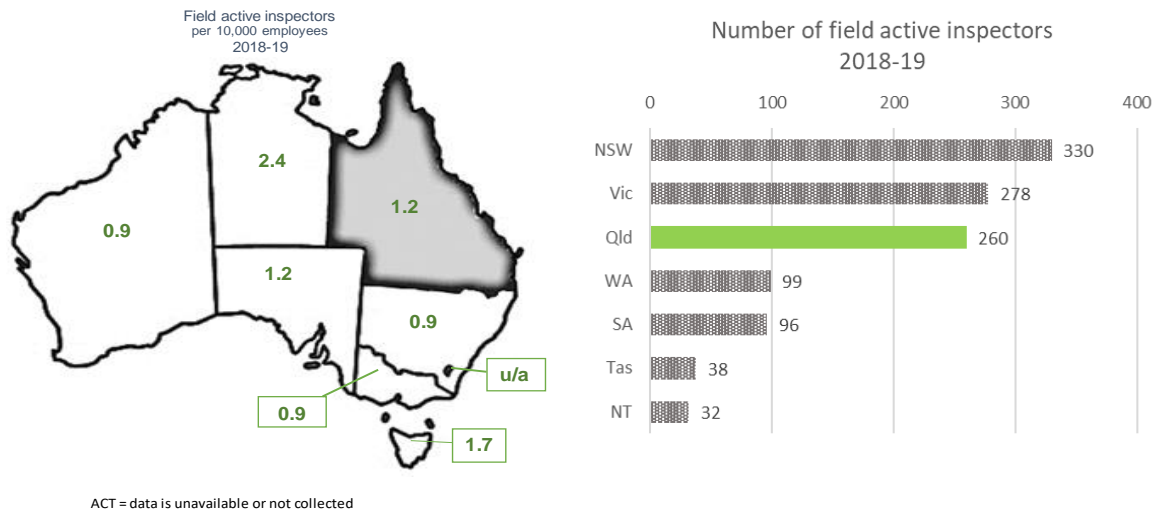 Field active inspectors
per 10,000 employees
2018-19
2.4
1.2
0.9
1.2
0.9
u/a
0.9
1.7
ACT = data is unavailable or not collected
Number of field active inspectors
2018-19
0 100 200 300 400
NSW 330
Vic 278
Qld 260
WA 99
SA 96
Tas 38
NT 32